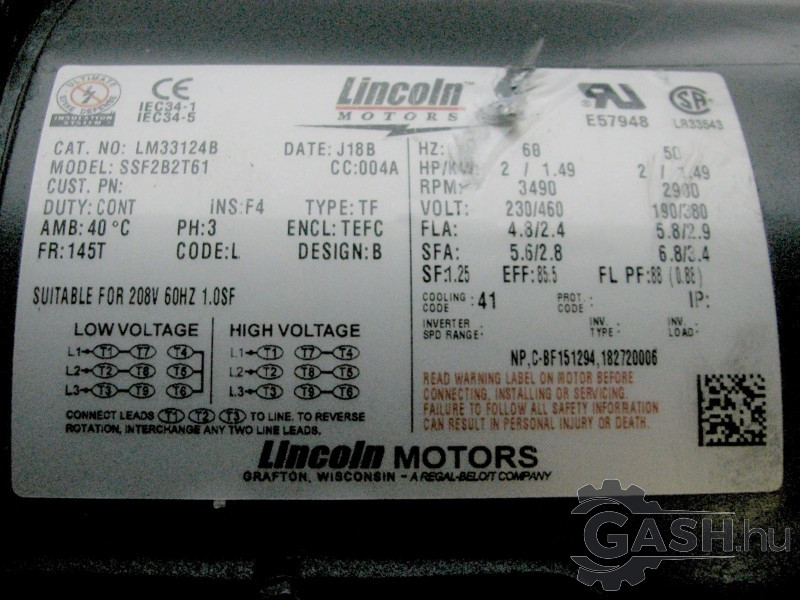 ULTIMATE
SPIKE DEFENSE
INSULATION SYSTEM
CE
IEC34-1
IEC34-5
Lincoln
MOTORS
E57948
LR33543
CAT. NO: LM33124B DATE: J18B
MODEL: SSF2B2T61 CC:004A
CUST. PN:
DUTY: CONT INS:F4 TYPE: TF
AMB: 40 °C PH:3 ENCL: TEFC
FR: 145T CODE: L DESIGN: B
SUITABLE FOR 208V 60HZ 1.0SF
HZ: 60 50
HP/KW: 2 / 1.49 2 / 1.49
RPM: 3490 2900
VOLT: 230/460 190/380
FLA: 4.8/2.4 5.8/2.9
SFA: 5.6/2.8 6.8/3.4
SF:1.25 EFF: 85.5 FL PF: 88 (0.88)
COOLING CODE : 41 PROT. CODE : IP:
INVERTER SPD RANGE: INV. TYPE : INV. LOAD:
NP,C-BF151294,182720006
LOW VOLTAGE HIGH VOLTAGE
L1 T1 T7 T4 L1 T1 T7 T4
L2 T2 T8 T5 L2 T2 T8 T5
L3 T3 T9 T6 L3 T3 T9 T6
CONNECT LEADS T1 T2 T3 TO LINE. TO REVERSE
ROTATION, INTERCHANGE ANY TWO LINE LEADS.
READ WARNING LABEL ON MOTOR BEFORE
CONNECTING, INSTALLING OR SERVICING.
FAILURE TO FOLLOW ALL SAFETY INFORMATION
CAN RESULT IN PERSONAL INJURY OR DEATH.
Lincoln MOTORS
GRAFTON, WISCONSIN – A REGAL-BELOIT COMPANY
GASH.hu